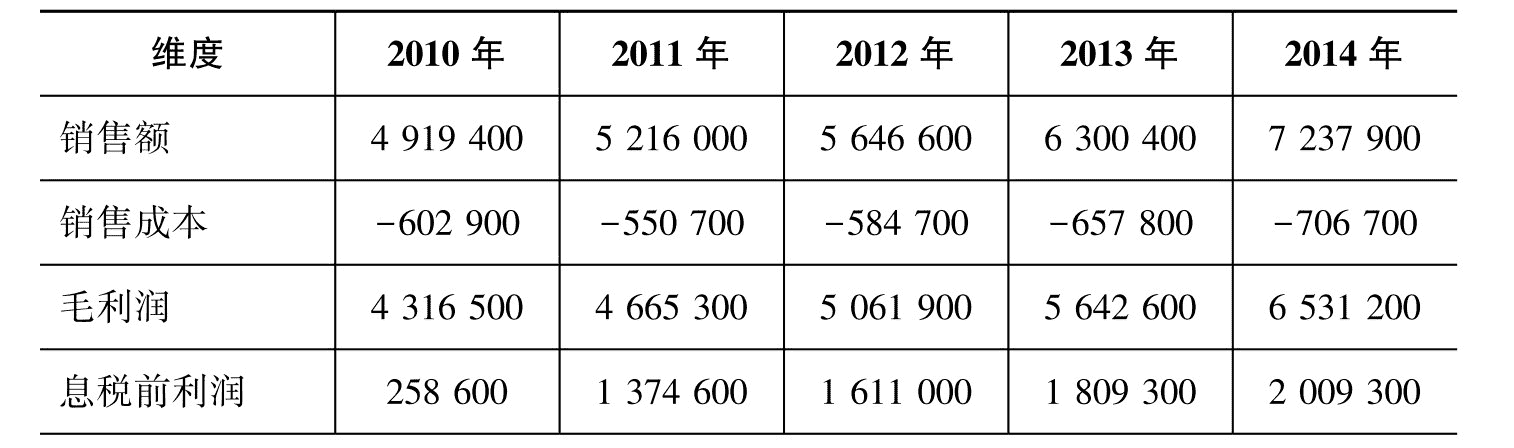 维度 2010 年 2011 年 2012 年 2013 年 2014 年
销售额 4 919 400 5 216 000 5 646 600 6 300 400 7 237 900
销售成本 -602 900 -550 700 -584 700 -657 800 -706 700
毛利润 4 316 500 4 665 300 5 061 900 5 642 600 6 531 200
息税前利润 258 600 1 374 600 1 611 000 1 809 300 2 009 300